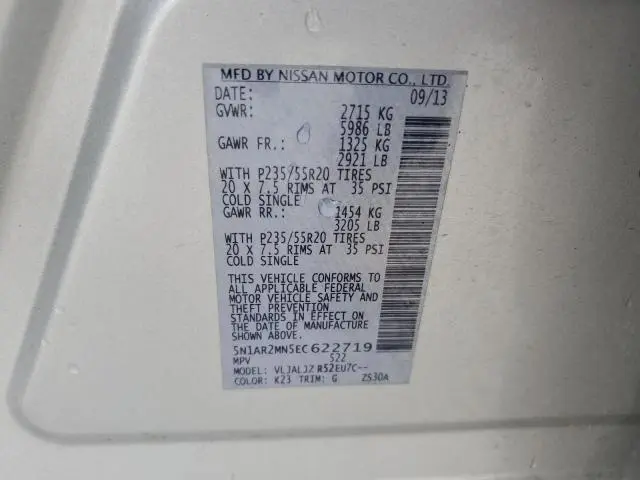 MFD BY NISSAN MOTOR CO., LTD.
DATE: 09/13
GVWR: 2715 KG
5986 LB
GAWR FR.: 1325 KG
2921 LB
WITH P235/55R20 TIRES
20 X 7.5 RIMS AT 35 PSI
COLD SINGLE
GAWR RR.: 1454 KG
3205 LB
WITH P235/55R20 TIRES
20 X 7.5 RIMS AT 35 PSI
COLD SINGLE
THIS VEHICLE CONFORMS TO
ALL APPLICABLE FEDERAL
MOTOR VEHICLE SAFETY AND
THEFT PREVENTION
STANDARDS IN EFFECT ON
THE DATE OF MANUFACTURE
SHOWN ABOVE.
5N1AR2MN5EC622719
MPV 522
MODEL: VLJALJZ R52EU7C--
COLOR: K23 TRIM: G ZS30A